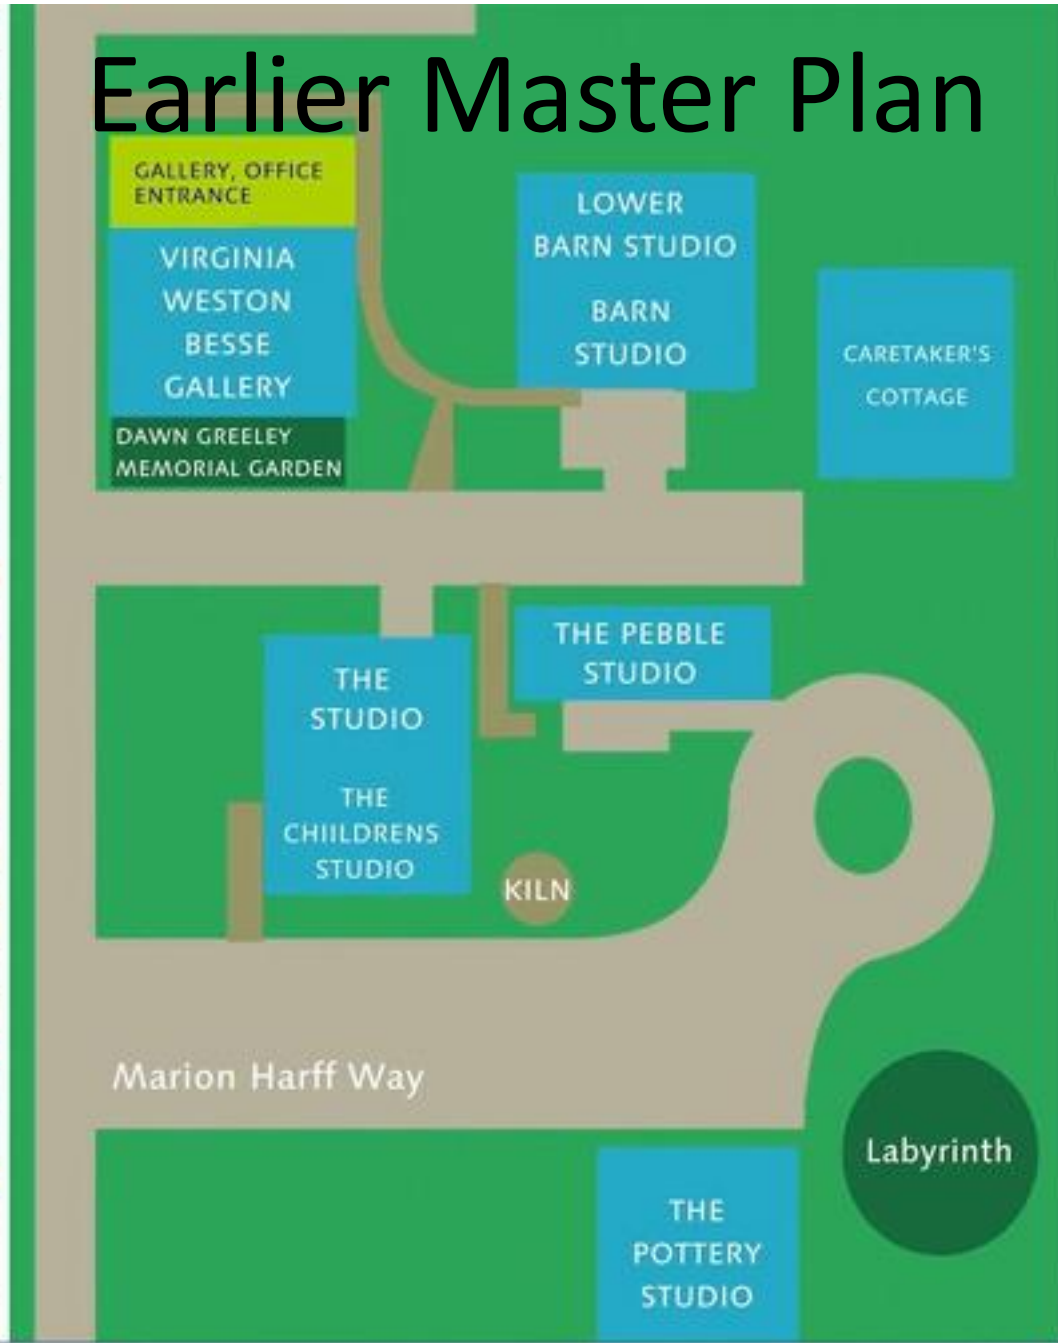 Earlier Master Plan
GALLERY, OFFICE
ENTRANCE
VIRGINIA
WESTON
BESSE
GALLERY
DAWN GREELEY
MEMORIAL GARDEN
LOWER
BARN STUDIO
BARN
STUDIO
CARETAKER'S
COTTAGE
THE PEBBLE
STUDIO
THE
STUDIO
THE
CHIILDRENS
STUDIO
KILN
Marion Harff Way
Labyrinth
THE
POTTERY
STUDIO